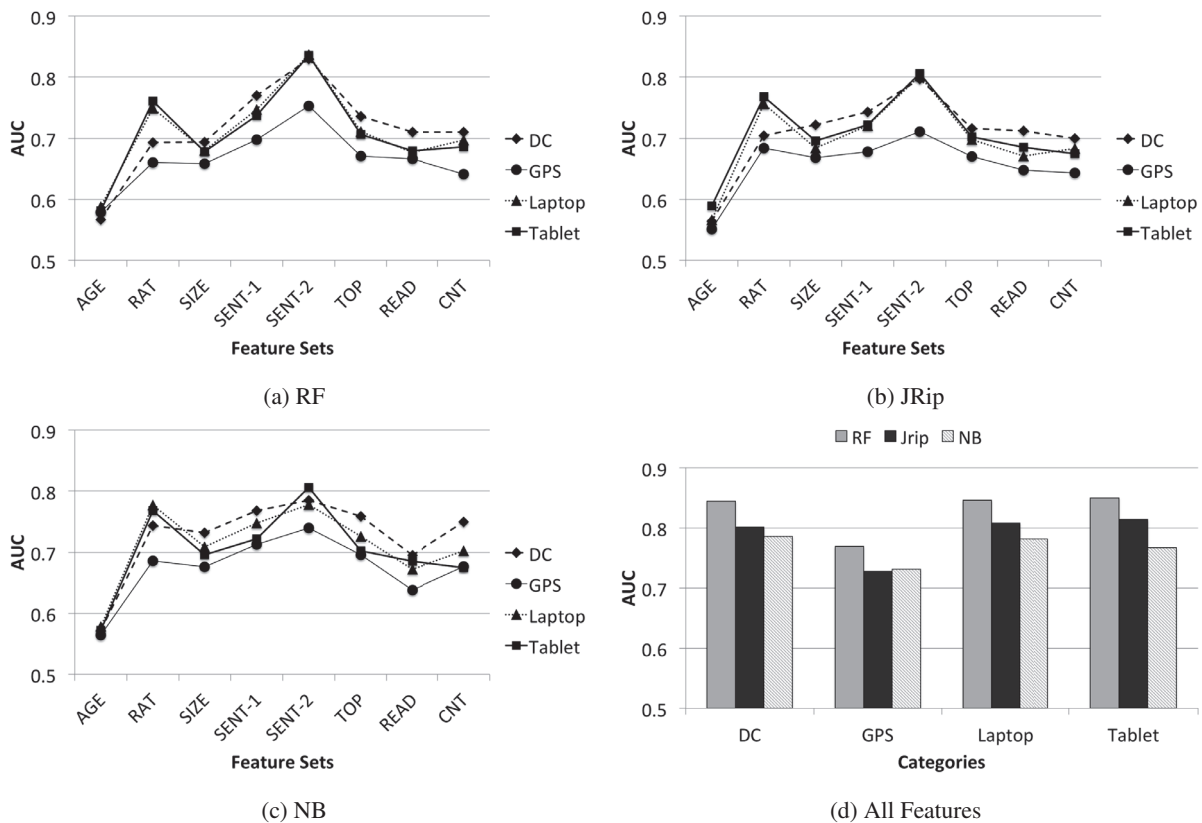 0.9
0.8
0.7
0.6
0.5
AUC
AGE
RAT
SIZE
SENT-1
SENT-2
TOP
READ
CNT
Feature Sets
DC
GPS
Laptop
Tablet
(a) RF
0.9
0.8
0.7
0.6
0.5
AUC
AGE
RAT
SIZE
SENT-1
SENT-2
TOP
READ
CNT
Feature Sets
DC
GPS
Laptop
Tablet
(b) JRip
0.9
0.8
0.7
0.6
0.5
AUC
AGE
RAT
SIZE
SENT-1
SENT-2
TOP
READ
CNT
Feature Sets
DC
GPS
Laptop
Tablet
(c) NB
RF Jrip NB
0.9
0.8
0.7
0.6
0.5
AUC
DC GPS Laptop Tablet
Categories
(d) All Features